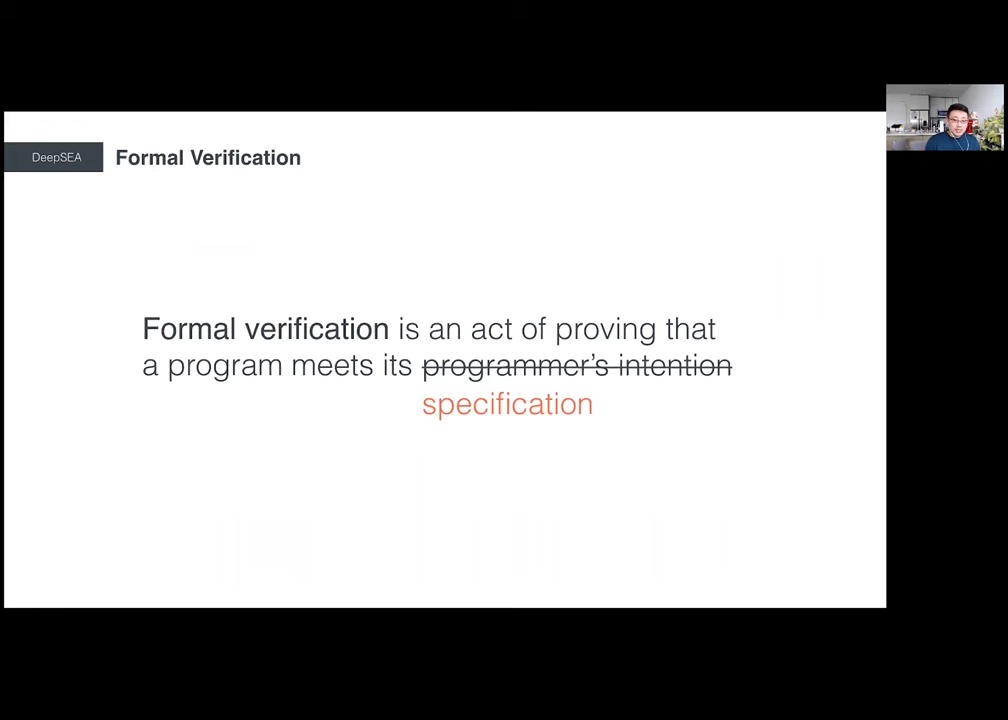 DeepSEA
Formal Verification
Formal verification is an act of proving that
a program meets its programmer's intention
specification